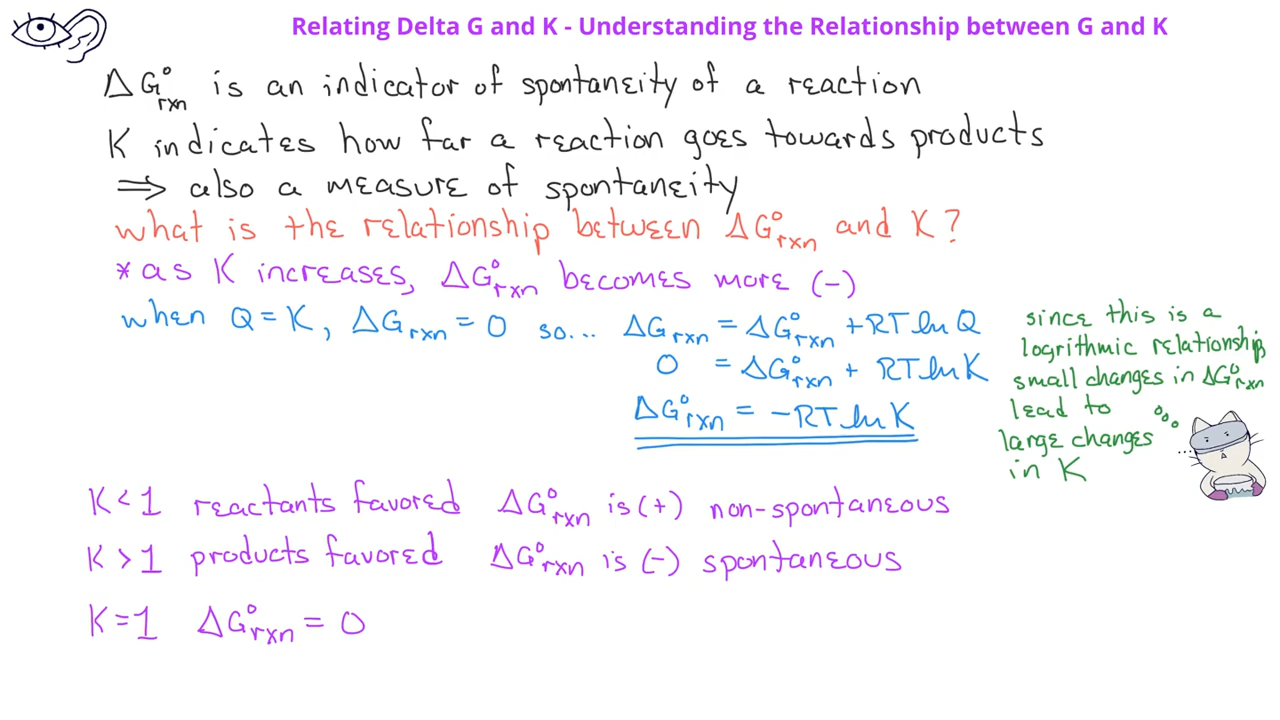 Relating Delta G and K - Understanding the Relationship between G and K
ΔG°rxn is an indicator of spontaneity of a reaction
K indicates how far a reaction goes towards products
⟹ also a measure of spontaneity
what is the relationship between ΔG°rxn and K?
*as K increases, ΔG°rxn becomes more (-)
when Q = K, ΔGrxn = 0 so... ΔGrxn = ΔG°rxn + RT ln Q
0 = ΔG°rxn + RT ln K
ΔG°rxn = -RT ln K
since this is a
logrithmic relationship
small changes in ΔG°rxn
lead to
large changes
in K
K < 1 reactants favored ΔG°rxn is (+) non-spontaneous
K > 1 products favored ΔG°rxn is (-) spontaneous
K = 1 ΔG°rxn = 0